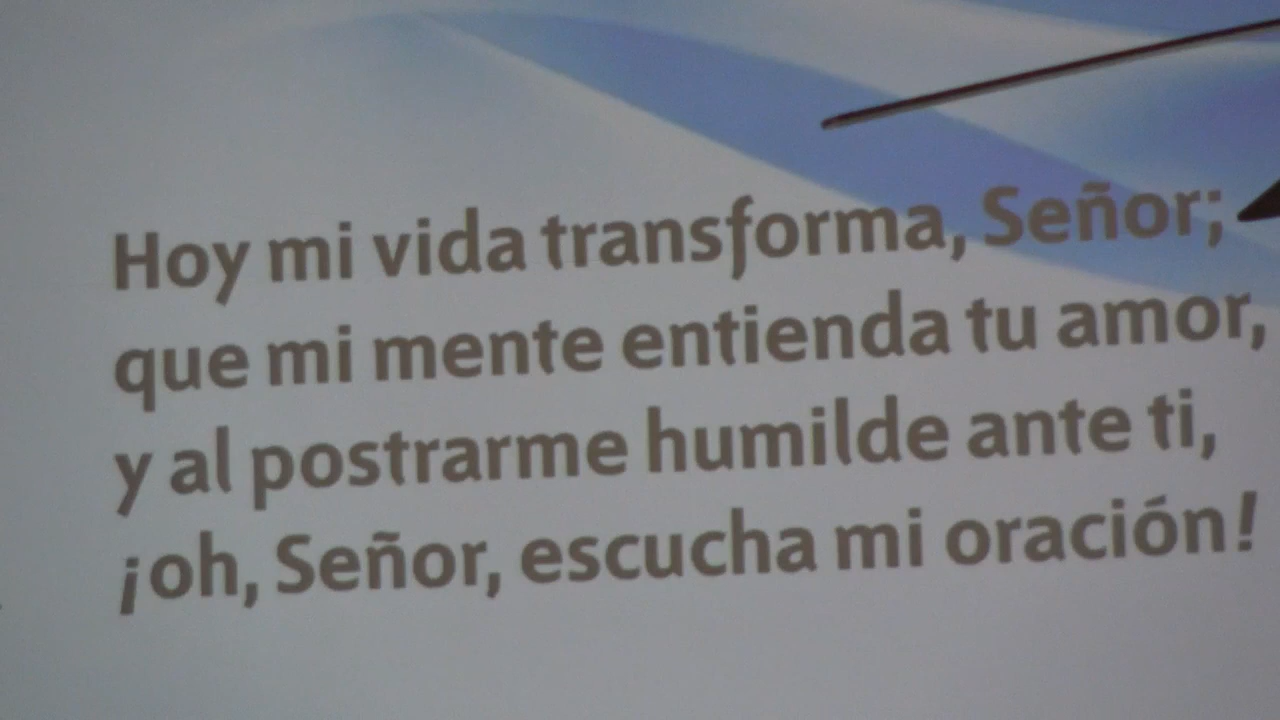 Hoy mi vida transforma, Señor;
que mi mente entienda tu amor,
y al postrarme humilde ante ti,
¡oh, Señor, escucha mi oración!